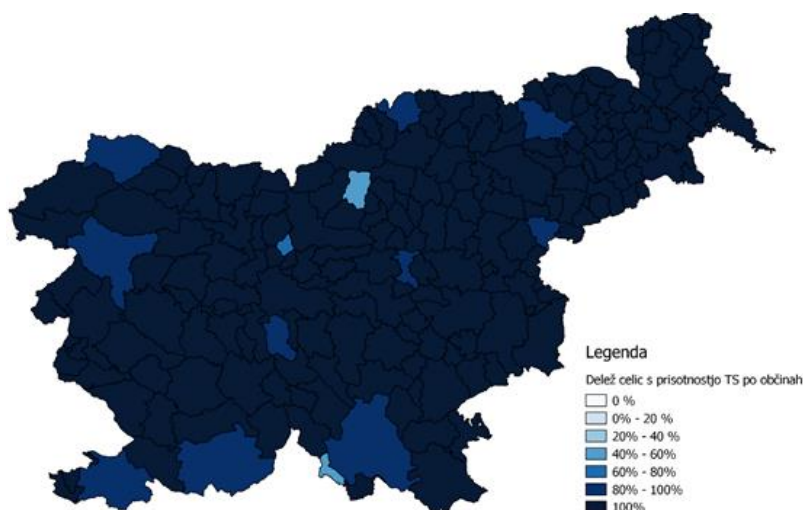 Legenda
Delež celic s prisotnostjo TS po občinah
0 %
0% - 20 %
20% - 40 %
40% - 60%
60% - 80%
80% - 100%
100%